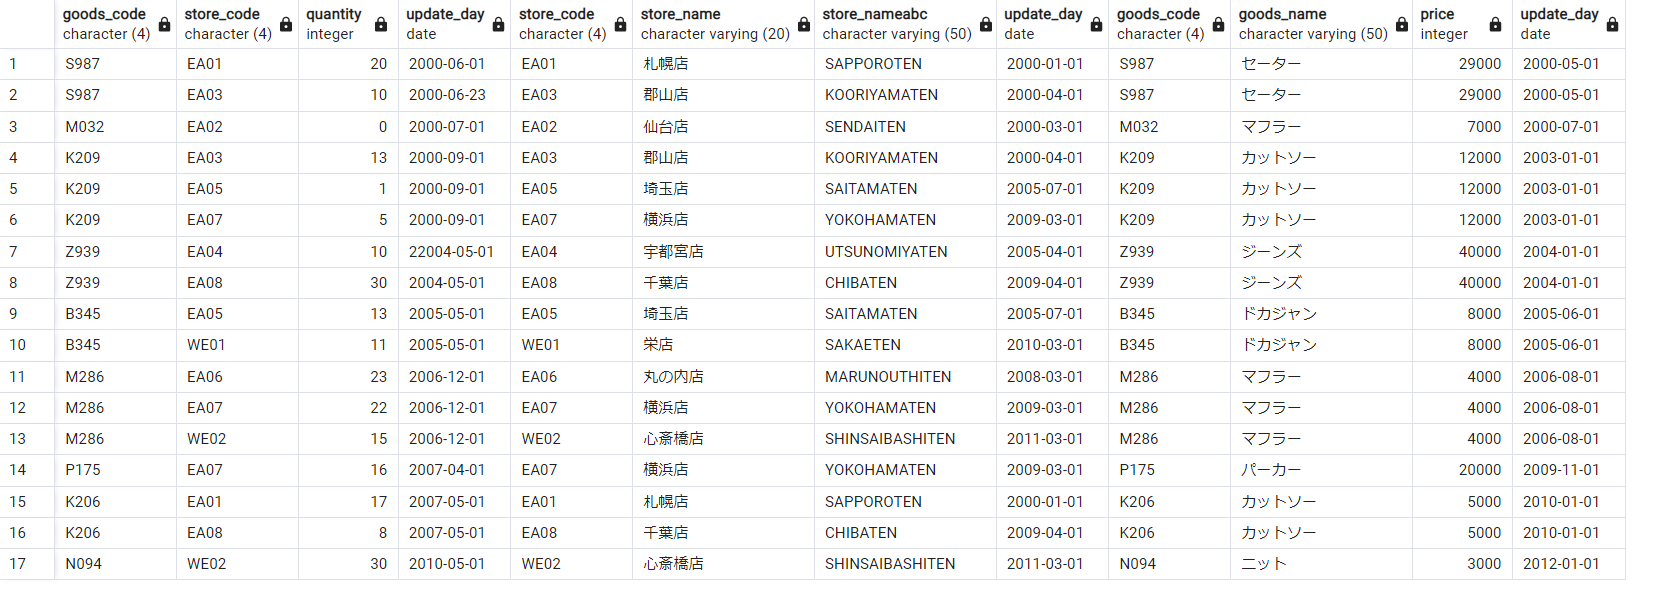 goods_code store_code quantity update_day store_code store_name store_nameabc update_day goods_code goods_name price update_day
character (4) character (4) integer date character (4) character varying (20) character varying (50) date character (4) character varying (50) integer date
1 S987 EA01 20 2000-06-01 EA01 札幌店 SAPPOROTEN 2000-01-01 S987 セーター 29000 2000-05-01
2 S987 EA03 10 2000-06-23 EA03 郡山店 KOORIYAMATEN 2000-04-01 S987 セーター 29000 2000-05-01
3 M032 EA02 0 2000-07-01 EA02 仙台店 SENDAITEN 2000-03-01 M032 マフラー 7000 2000-07-01
4 K209 EA03 13 2000-09-01 EA03 郡山店 KOORIYAMATEN 2000-04-01 K209 カットソー 12000 2003-01-01
5 K209 EA05 1 2000-09-01 EA05 埼玉店 SAITAMATEN 2005-07-01 K209 カットソー 12000 2003-01-01
6 K209 EA07 5 2000-09-01 EA07 横浜店 YOKOHAMATEN 2009-03-01 K209 カットソー 12000 2003-01-01
7 Z939 EA04 10 22004-05-01 EA04 宇都宮店 UTSUNOMIYATEN 2005-04-01 Z939 ジーンズ 40000 2004-01-01
8 Z939 EA08 30 2004-05-01 EA08 千葉店 CHIBATEN 2009-04-01 Z939 ジーンズ 40000 2004-01-01
9 B345 EA05 13 2005-05-01 EA05 埼玉店 SAITAMATEN 2005-07-01 B345 ドカジャン 8000 2005-06-01
10 B345 WE01 11 2005-05-01 WE01 栄店 SAKAETEN 2010-03-01 B345 ドカジャン 8000 2005-06-01
11 M286 EA06 23 2006-12-01 EA06 丸の内店 MARUNOUTHITEN 2008-03-01 M286 マフラー 4000 2006-08-01
12 M286 EA07 22 2006-12-01 EA07 横浜店 YOKOHAMATEN 2009-03-01 M286 マフラー 4000 2006-08-01
13 M286 WE02 15 2006-12-01 WE02 心斎橋店 SHINSAIBASHITEN 2011-03-01 M286 マフラー 4000 2006-08-01
14 P175 EA07 16 2007-04-01 EA07 横浜店 YOKOHAMATEN 2009-03-01 P175 パーカー 20000 2009-11-01
15 K206 EA01 17 2007-05-01 EA01 札幌店 SAPPOROTEN 2000-01-01 K206 カットソー 5000 2010-01-01
16 K206 EA08 8 2007-05-01 EA08 千葉店 CHIBATEN 2009-04-01 K206 カットソー 5000 2010-01-01
17 N094 WE02 30 2010-05-01 WE02 心斎橋店 SHINSAIBASHITEN 2011-03-01 N094 ニット 3000 2012-01-01